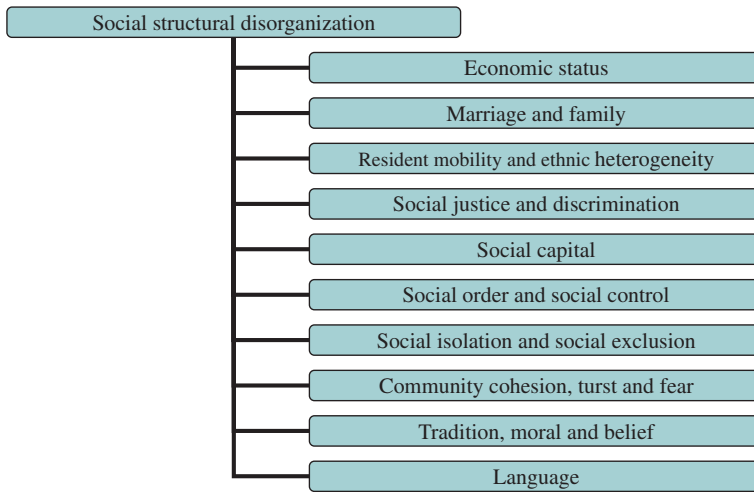 Social structural disorganization
Economic status
Marriage and family
Resident mobility and ethnic heterogeneity
Social justice and discrimination
Social capital
Social order and social control
Social isolation and social exclusion
Community cohesion, turst and fear
Tradition, moral and belief
Language